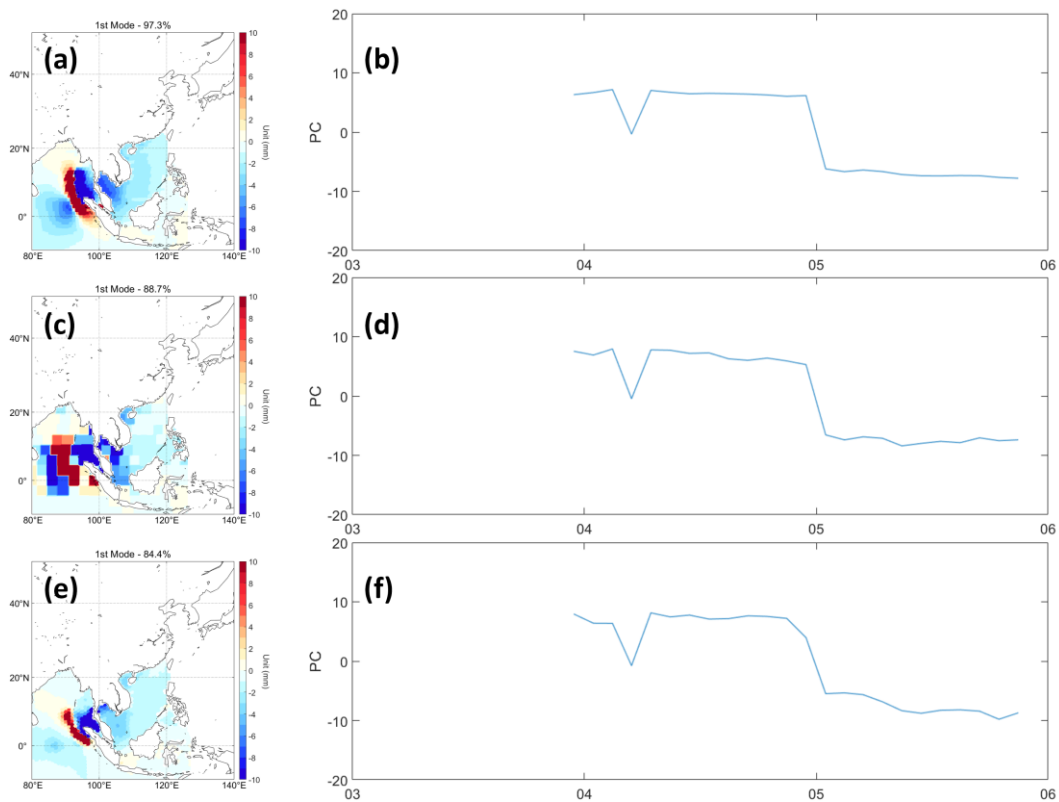 1st Mode - 97.3%
(a)
40°N
20°N
0°
80°E 100°E 120°E 140°E
10
8
6
4
2
0
-2
-4
-6
-8
-10
Unit (mm)
(b)
PC
20
10
0
-10
-20
03 04 05 06
1st Mode - 88.7%
(c)
40°N
20°N
0°
80°E 100°E 120°E 140°E
10
8
6
4
2
0
-2
-4
-6
-8
-10
Unit (mm)
(d)
PC
20
10
0
-10
-20
03 04 05 06
1st Mode - 84.4%
(e)
40°N
20°N
0°
80°E 100°E 120°E 140°E
10
8
6
4
2
0
-2
-4
-6
-8
-10
Unit (mm)
(f)
PC
20
10
0
-10
-20
03 04 05 06